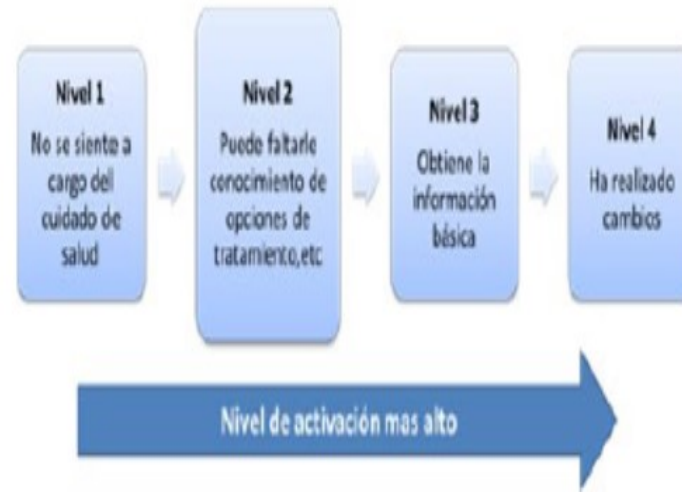 Nivel 1
No se siente a
cargo del
cuidado de
salud
Nivel 2
Puede faltarle
conocimiento de
opciones de
tratamiento,etc
Nivel 3
Obtiene la
información
básica
Nivel 4
Ha realizado
cambios
Nivel de activación mas alto